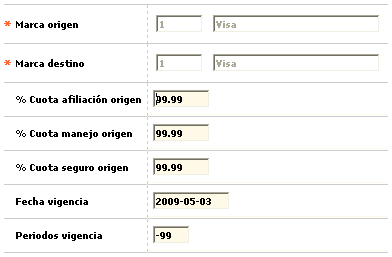 * Marca origen 1 Visa
* Marca destino 1 Visa
% Cuota afiliación origen 99.99
% Cuota manejo origen 99.99
% Cuota seguro origen 99.99
Fecha vigencia 2009-05-03
Periodos vigencia -99